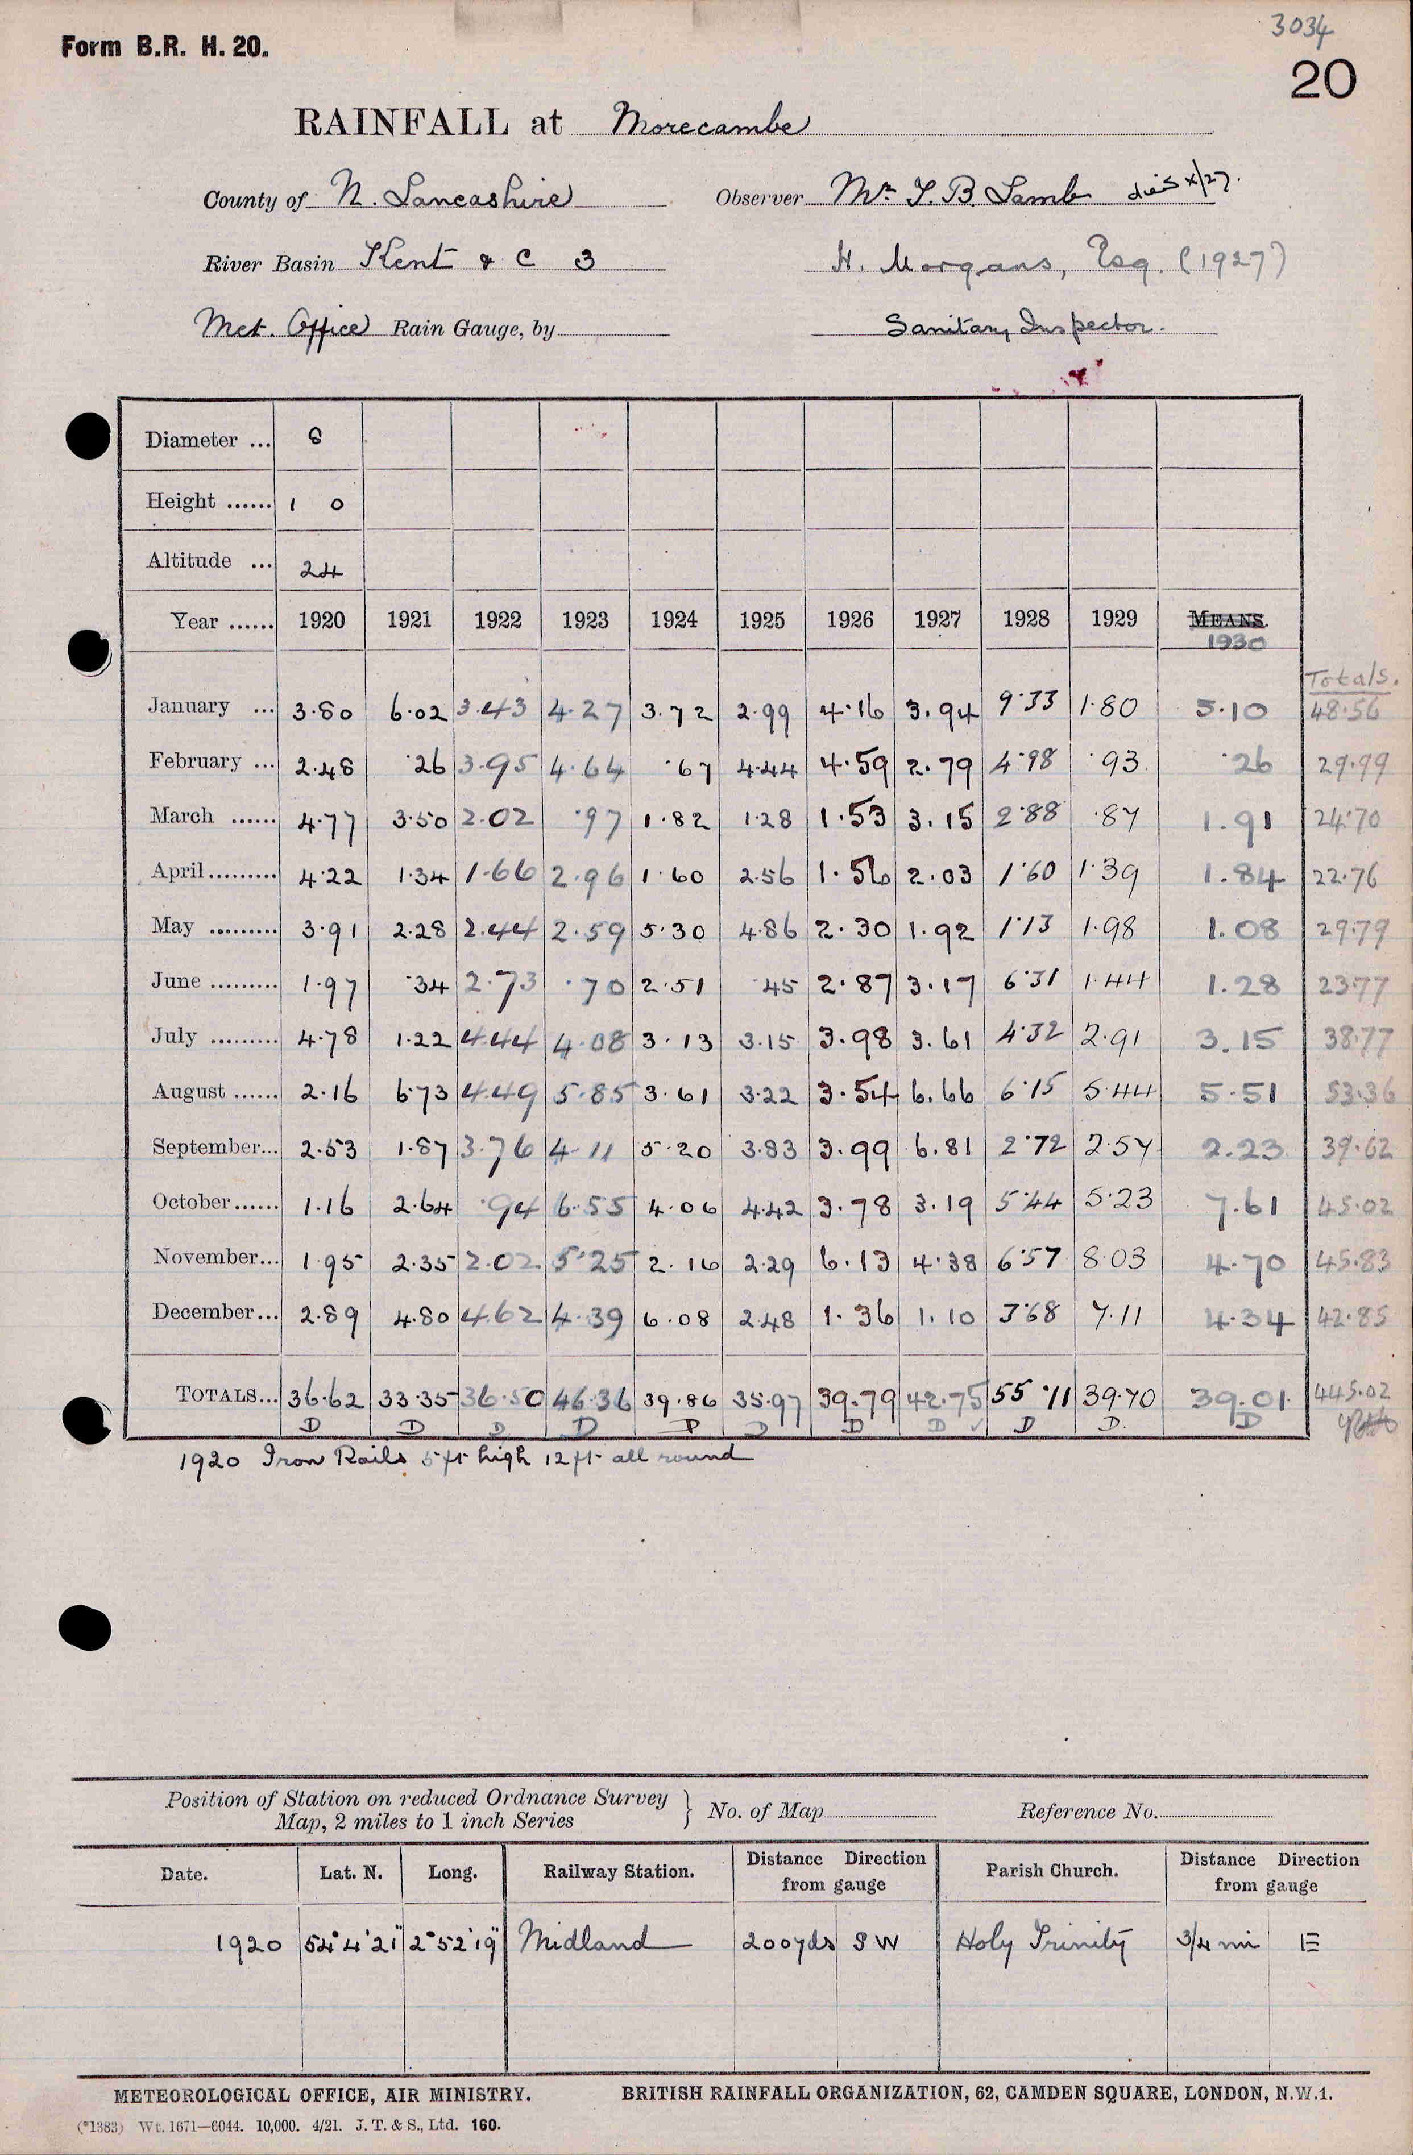 3034
Form B.R. H. 20.
20
RAINFALL at Morecambe
County of N. Lancashire Observer Mr. T. B. Lamb died x/27.
River Basin Kent & C 3 H. Morgans, Esq. (1927)
Met. Office Rain Gauge, by Sanitary Inspector.
Diameter ... 8
Height ...... 1 0
Altitude ... 24
Year ...... 1920 1921 1922 1923 1924 1925 1926 1927 1928 1929 MEANS.
1930
Totals.
January ... 3.80 6.02 3.43 4.27 3.72 2.99 4.16 3.94 9.33 1.80 5.10 48.56
February ... 2.48 .26 3.95 4.64 .67 4.44 4.59 2.79 4.98 .93 .26 29.99
March ...... 4.77 3.50 2.02 .97 1.82 1.28 1.53 3.15 2.88 .87 1.91 24.70
April ......... 4.22 1.34 1.66 2.96 1.60 2.56 1.56 2.03 1.60 1.39 1.84 22.76
May ......... 3.91 2.28 2.44 2.59 5.30 4.86 2.30 1.92 1.13 1.98 1.08 29.79
June ......... 1.97 .34 2.73 .70 2.51 .45 2.87 3.17 6.31 1.44 1.28 23.77
July ......... 4.78 1.22 4.44 4.08 3.13 3.15 3.98 3.61 4.32 2.91 3.15 38.77
August ...... 2.16 6.73 4.49 5.85 3.61 3.22 3.54 6.66 6.15 5.44 5.51 53.36
September... 2.53 1.87 3.76 4.11 5.20 3.83 3.99 6.81 2.72 2.57 2.23 39.62
October...... 1.16 2.64 .94 6.55 4.06 4.42 3.78 3.19 5.44 5.23 7.61 45.02
November... 1.95 2.35 2.02 5.25 2.16 2.29 6.13 4.38 6.57 8.03 4.70 45.83
December... 2.89 4.80 4.62 4.39 6.08 2.48 1.36 1.10 3.68 7.11 4.34 42.85
TOTALS... 36.62 33.35 36.50 46.36 39.86 35.97 39.79 42.75 55.11 39.70 39.01 445.02
D D D D P D D D ✓ D D. D
1920 Iron Rails 5 ft high 12 ft all round
Position of Station on reduced Ordnance Survey
Map, 2 miles to 1 inch Series } No. of Map Reference No.
Date. Lat. N. Long. Railway Station. Distance Direction from gauge Parish Church. Distance Direction from gauge
1920 54° 4' 21" 2° 52' 19" Midland 200yds S W Holy Trinity 3/4 mi E
METEOROLOGICAL OFFICE, AIR MINISTRY. BRITISH RAINFALL ORGANIZATION, 62, CAMDEN SQUARE, LONDON, N.W.1.
(*1383) Wt. 1671—6044. 10,000. 4/21. J. T. & S., Ltd. 160.